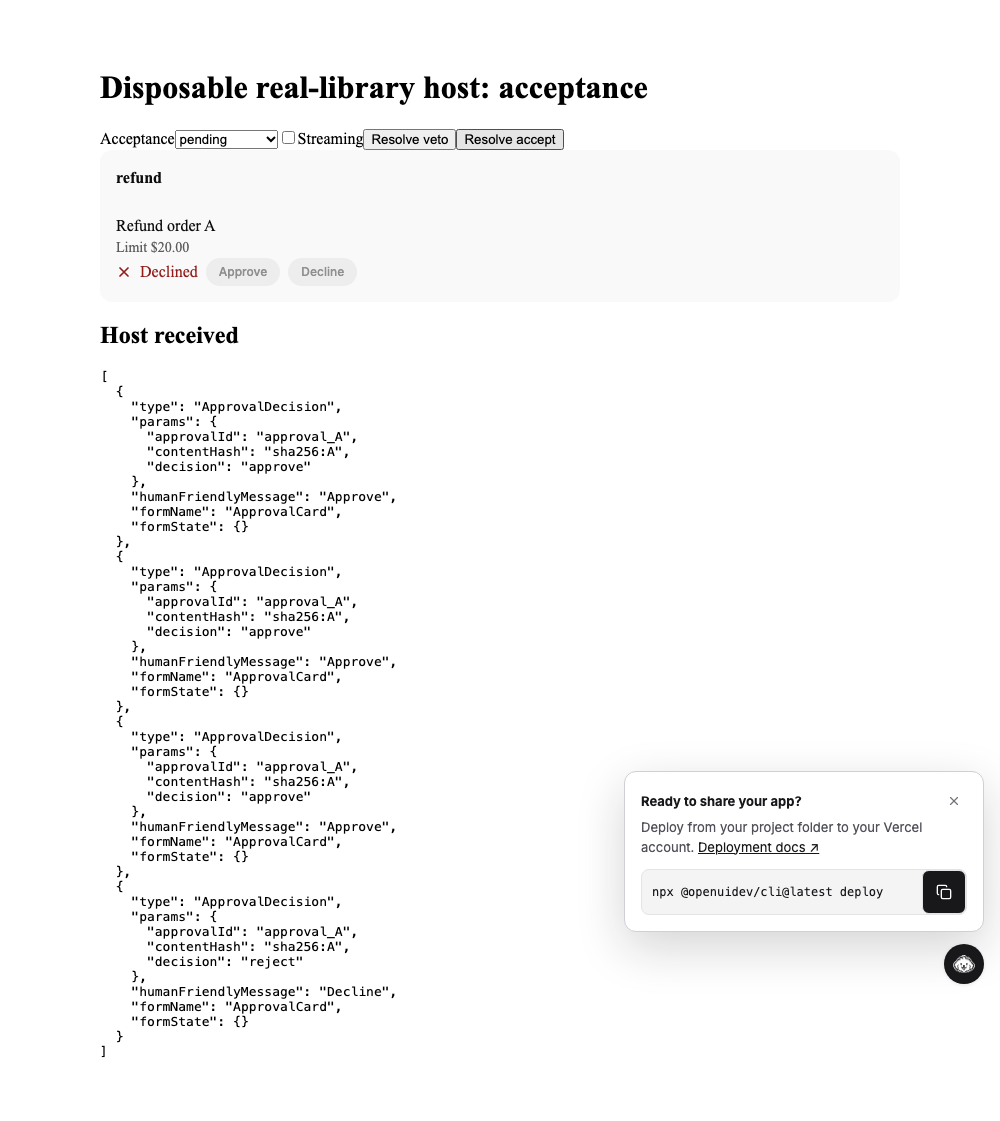 Disposable real-library host: acceptance
Acceptance pending Streaming Resolve veto Resolve accept
refund
Refund order A
Limit $20.00
Declined Approve Decline
Host received
[
  {
    "type": "ApprovalDecision",
    "params": {
      "approvalId": "approval_A",
      "contentHash": "sha256:A",
      "decision": "approve"
    },
    "humanFriendlyMessage": "Approve",
    "formName": "ApprovalCard",
    "formState": {}
  },
  {
    "type": "ApprovalDecision",
    "params": {
      "approvalId": "approval_A",
      "contentHash": "sha256:A",
      "decision": "approve"
    },
    "humanFriendlyMessage": "Approve",
    "formName": "ApprovalCard",
    "formState": {}
  },
  {
    "type": "ApprovalDecision",
    "params": {
      "approvalId": "approval_A",
      "contentHash": "sha256:A",
      "decision": "approve"
    },
    "humanFriendlyMessage": "Approve",
    "formName": "ApprovalCard",
    "formState": {}
  },
  {
    "type": "ApprovalDecision",
    "params": {
      "approvalId": "approval_A",
      "contentHash": "sha256:A",
      "decision": "reject"
    },
    "humanFriendlyMessage": "Decline",
    "formName": "ApprovalCard",
    "formState": {}
  }
]
Ready to share your app?
Deploy from your project folder to your Vercel
account. Deployment docs ↗
npx @openuidev/cli@latest deploy